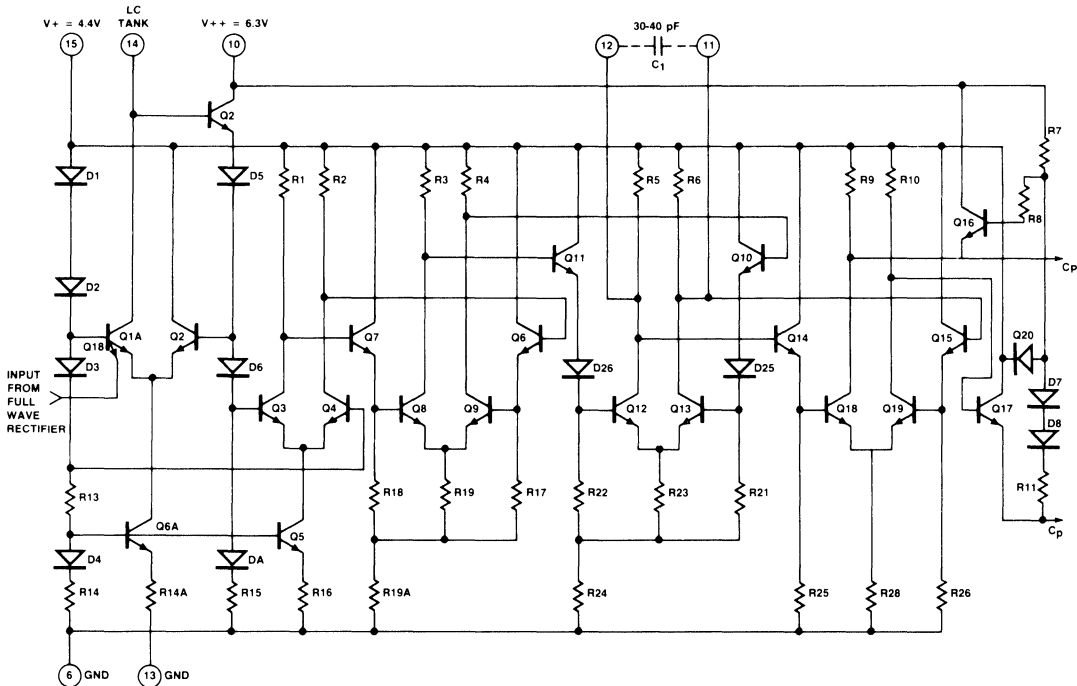 LC
V+ = 4.4V TANK V++ = 6.3V 30-40 pF
15 14 10 12 11
C1
Q2
R7
D1 D5 R1 R2 R3 R4 R5 R6 R9 R10
R8
Q16
Q11 Q10 Cp
D2
Q1A Q2 Q7 Q6 Q14 Q15 Q20
Q18
D3 D6 D26 D25
INPUT
FROM
FULL
WAVE
RECTIFIER
D7
Q3 Q4 Q8 Q9 Q12 Q13 Q18 Q19 Q17
D8
R13 R18 R19 R17 R22 R23 R21 R11
Q6A Q5 Cp
D4 DA
R14 R14A R15 R16 R19A R24 R25 R28 R26
6 GND 13 GND